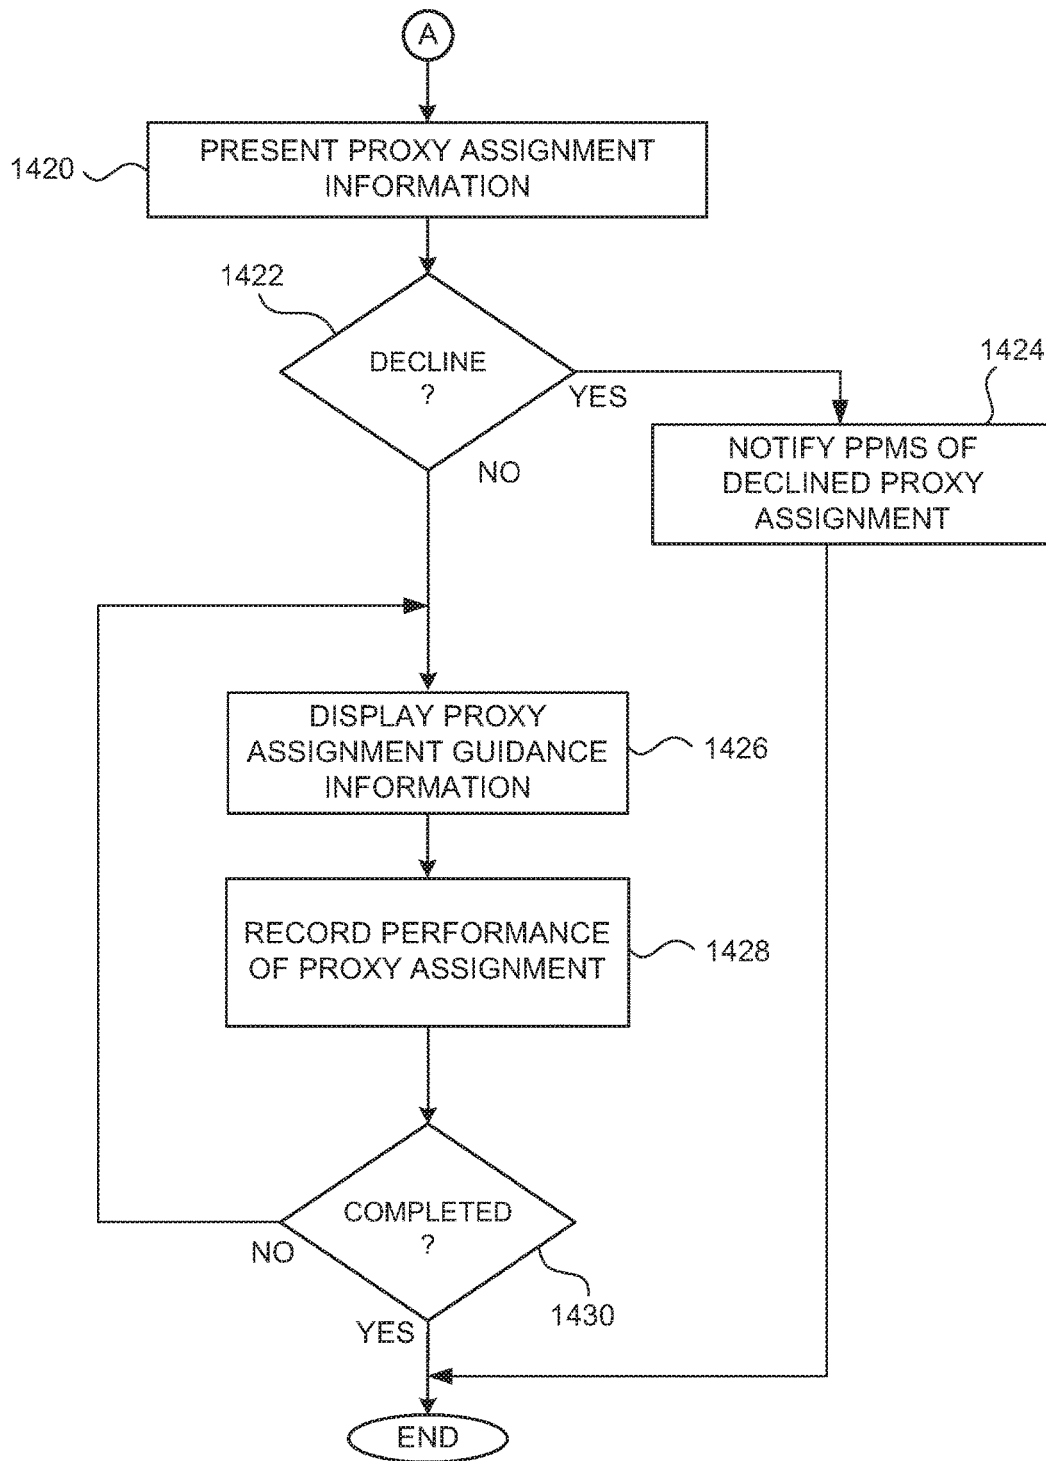 A
PRESENT PROXY ASSIGNMENT
INFORMATION
1420
1422
DECLINE
?
YES
NO
1424
NOTIFY PPMS OF
DECLINED PROXY
ASSIGNMENT
DISPLAY PROXY
ASSIGNMENT GUIDANCE
INFORMATION
1426
RECORD PERFORMANCE
OF PROXY ASSIGNMENT
1428
COMPLETED
?
NO
1430
YES
END